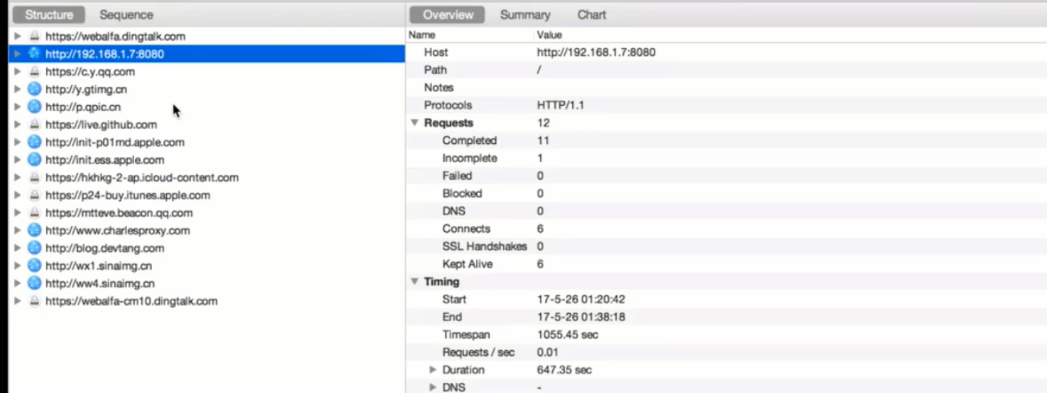 Structure Sequence
https://webalfa.dingtalk.com
http://192.168.1.7:8080
https://c.y.qq.com
http://y.gtimg.cn
http://p.qpic.cn
https://live.github.com
http://init-p01md.apple.com
http://init.ess.apple.com
https://hkhkg-2-ap.icloud-content.com
https://p24-buy.itunes.apple.com
https://mtteve.beacon.qq.com
http://www.charlesproxy.com
http://blog.devtang.com
http://wx1.sinaimg.cn
http://ww4.sinaimg.cn
https://webalfa-cm10.dingtalk.com
Overview Summary Chart
Name Value
Host http://192.168.1.7:8080
Path /
Notes
Protocols HTTP/1.1
Requests 12
Completed 11
Incomplete 1
Failed 0
Blocked 0
DNS 0
Connects 6
SSL Handshakes 0
Kept Alive 6
Timing
Start 17-5-26 01:20:42
End 17-5-26 01:38:18
Timespan 1055.45 sec
Requests / sec 0.01
Duration 647.35 sec
DNS -